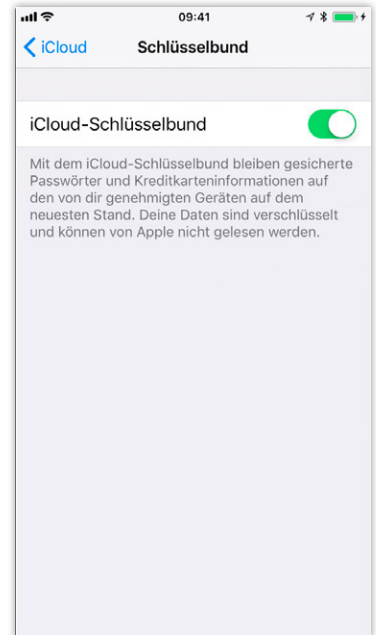 09:41
iCloud Schlüsselbund
iCloud-Schlüsselbund
Mit dem iCloud-Schlüsselbund bleiben gesicherte
Passwörter und Kreditkarteninformationen auf
den von dir genehmigten Geräten auf dem
neuesten Stand. Deine Daten sind verschlüsselt
und können von Apple nicht gelesen werden.